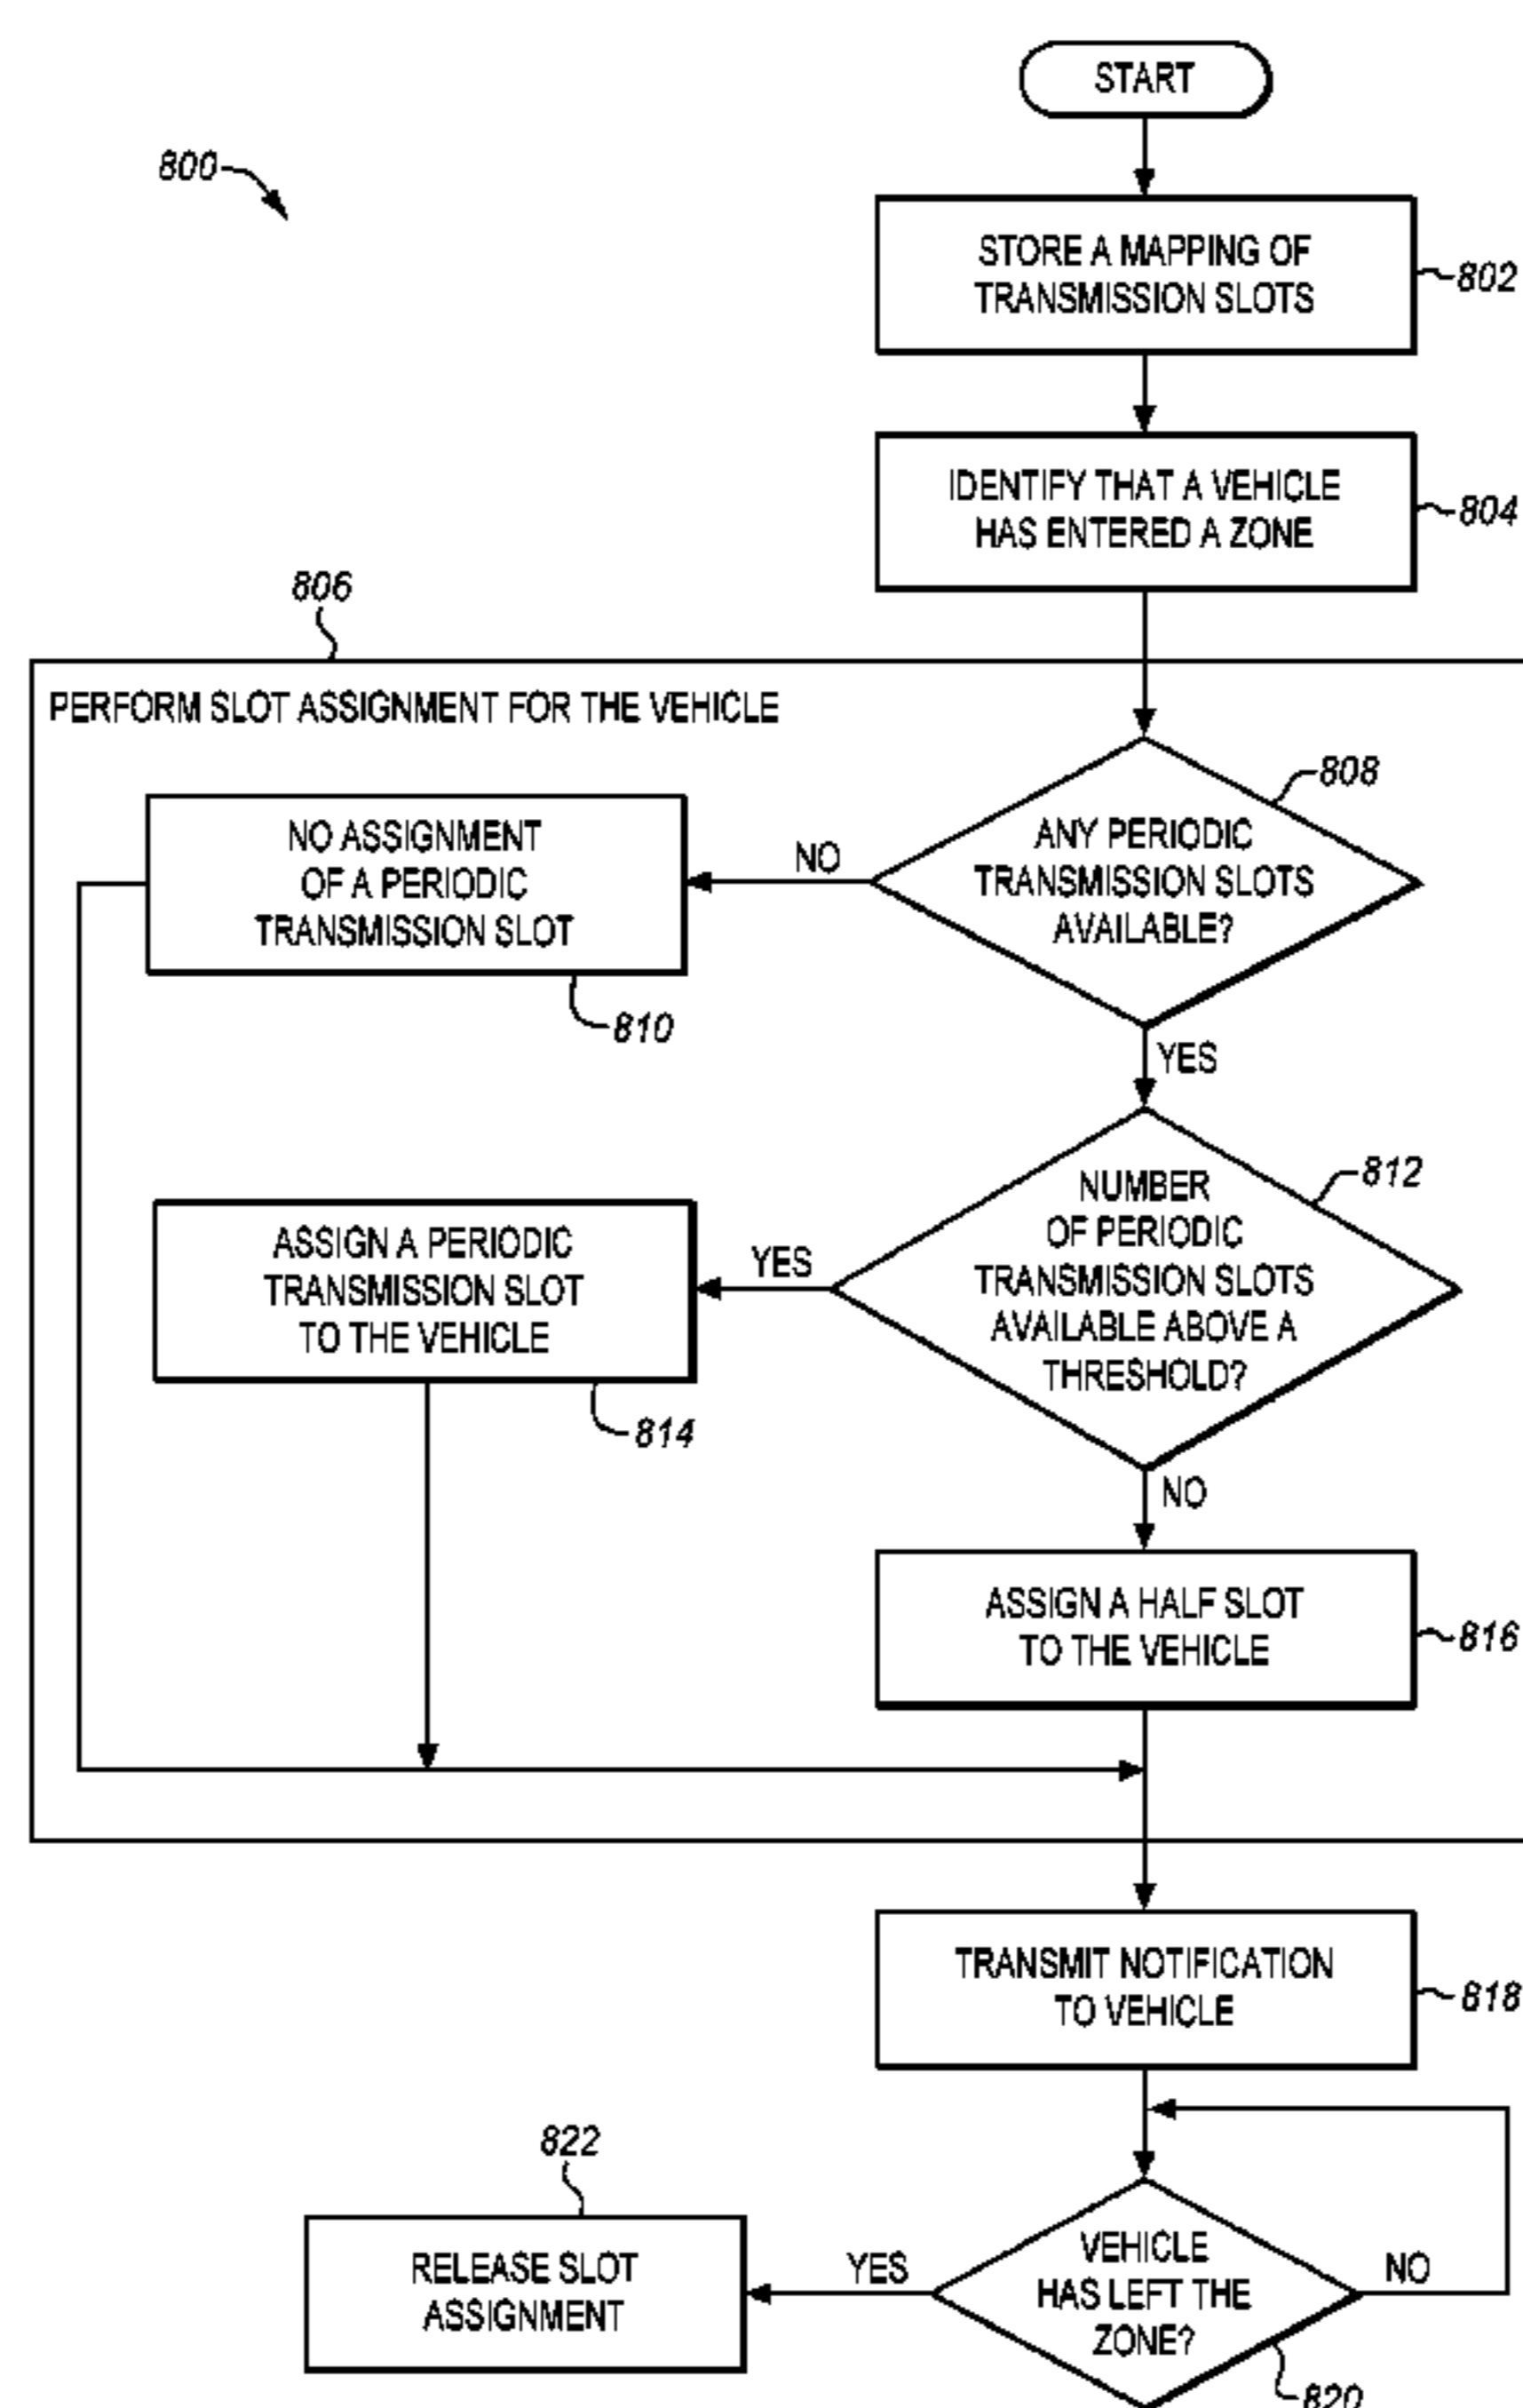 START
800
STORE A MAPPING OF
TRANSMISSION SLOTS
802
IDENTIFY THAT A VEHICLE
HAS ENTERED A ZONE
804
806
PERFORM SLOT ASSIGNMENT FOR THE VEHICLE
808
ANY PERIODIC
TRANSMISSION SLOTS
AVAILABLE?
NO
NO ASSIGNMENT
OF A PERIODIC
TRANSMISSION SLOT
810
YES
812
NUMBER
OF PERIODIC
TRANSMISSION SLOTS
AVAILABLE ABOVE A
THRESHOLD?
YES
ASSIGN A PERIODIC
TRANSMISSION SLOT
TO THE VEHICLE
814
NO
ASSIGN A HALF SLOT
TO THE VEHICLE
816
TRANSMIT NOTIFICATION
TO VEHICLE
818
822
RELEASE SLOT
ASSIGNMENT
YES
VEHICLE
HAS LEFT THE
ZONE?
NO
820